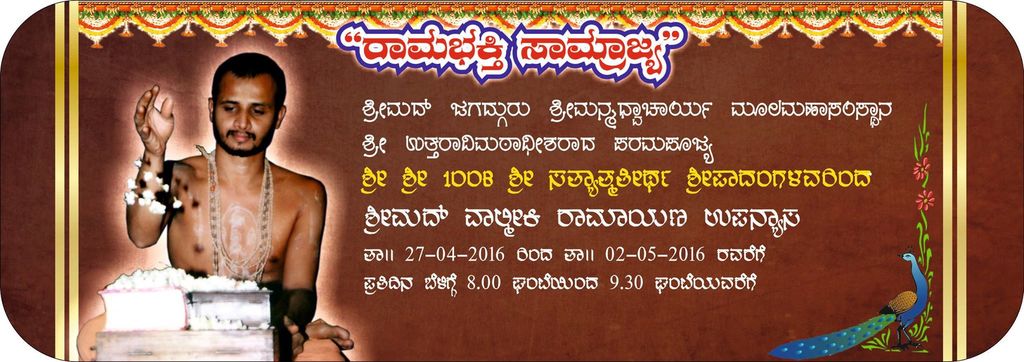 “ರಾಮಭಕ್ತಿ ಸಾಮ್ರಾಜ್ಯ”
ಶ್ರೀಮದ್ ಜಗದ್ಗುರು ಶ್ರೀಮನ್ಮಧ್ವಾಚಾರ್ಯ ಮೂಲಮಹಾಸಂಸ್ಥಾನ
ಶ್ರೀ ಉತ್ತರಾದಿಮಠಾಧೀಶರಾದ ಪರಮಪೂಜ್ಯ
ಶ್ರೀ ಶ್ರೀ 1008 ಶ್ರೀ ಸತ್ಯಾತ್ಮತೀರ್ಥ ಶ್ರೀಪಾದಂಗಳವರಿಂದ
ಶ್ರೀಮದ್ ವಾಲ್ಮೀಕಿ ರಾಮಾಯಣ ಉಪನ್ಯಾಸ
ತಾ॥ 27-04-2016 ರಿಂದ ತಾ॥ 02-05-2016 ರವರೆಗೆ
ಪ್ರತಿದಿನ ಬೆಳಿಗ್ಗೆ 8.00 ಘಂಟೆಯಿಂದ 9.30 ಘಂಟೆಯವರೆಗೆ